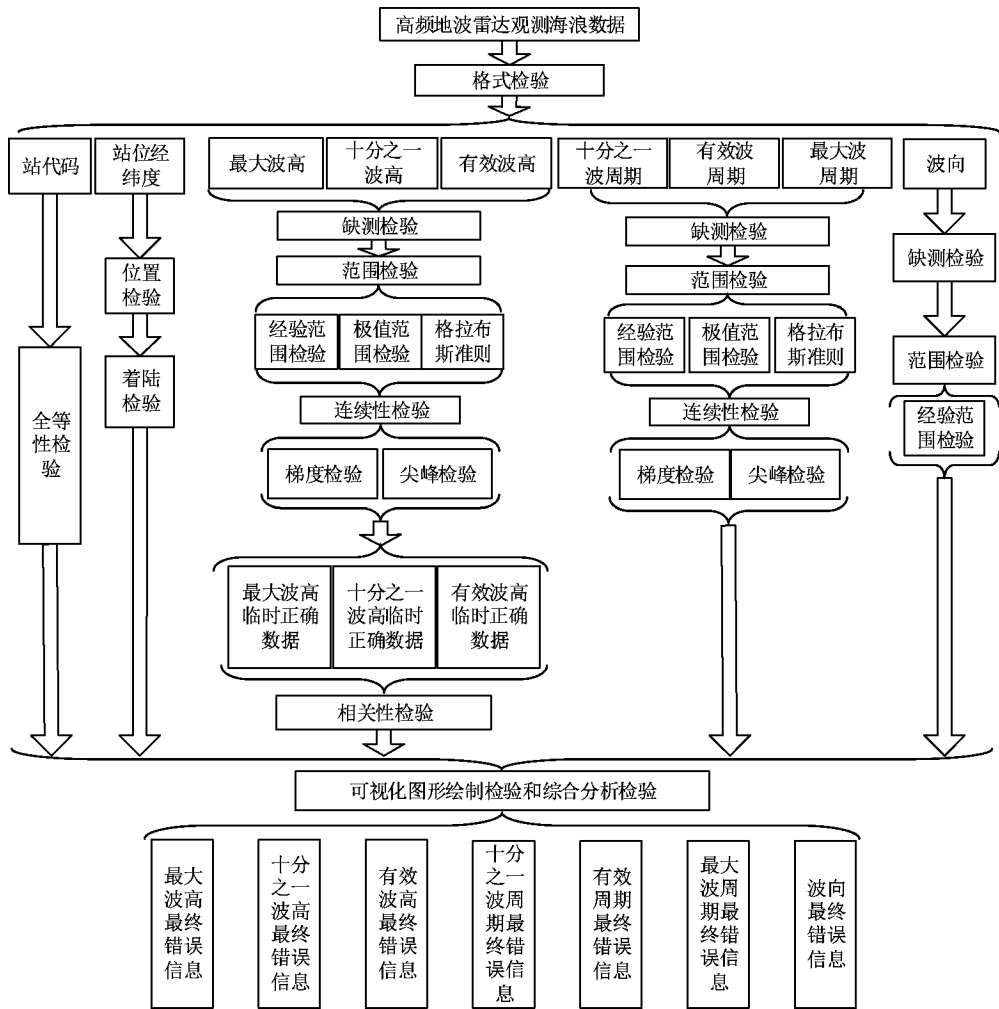 高频地波雷达观测海浪数据
格式检验
站代码
站位经
纬度
最大波高
十分之一
波高
有效波高
十分之一
波周期
有效波
周期
最大波
周期
波向
缺测检验
缺测检验
缺测检验
位置
检验
范围检验
范围检验
经验范
围检验
极值范
围检验
格拉布
斯准则
经验范
围检验
极值范
围检验
格拉布
斯准则
范围检验
着陆
检验
全等
性检
验
连续性检验
连续性检验
经验范
围检验
梯度检验
尖峰检验
梯度检验
尖峰检验
最大波高
临时正确
数据
十分之一
波高临时
正确数据
有效波高
临时正确
数据
相关性检验
可视化图形绘制检验和综合分析检验
最大
波高
最终
错误
信息
十分
之一
波高
最终
错误
信息
有效
波高
最终
错误
信息
十分
之一
波周
期最
终错
误信
息
有效
周期
最终
错误
信息
最大
波周
期最
终错
误信
息
波向
最终
错误
信息